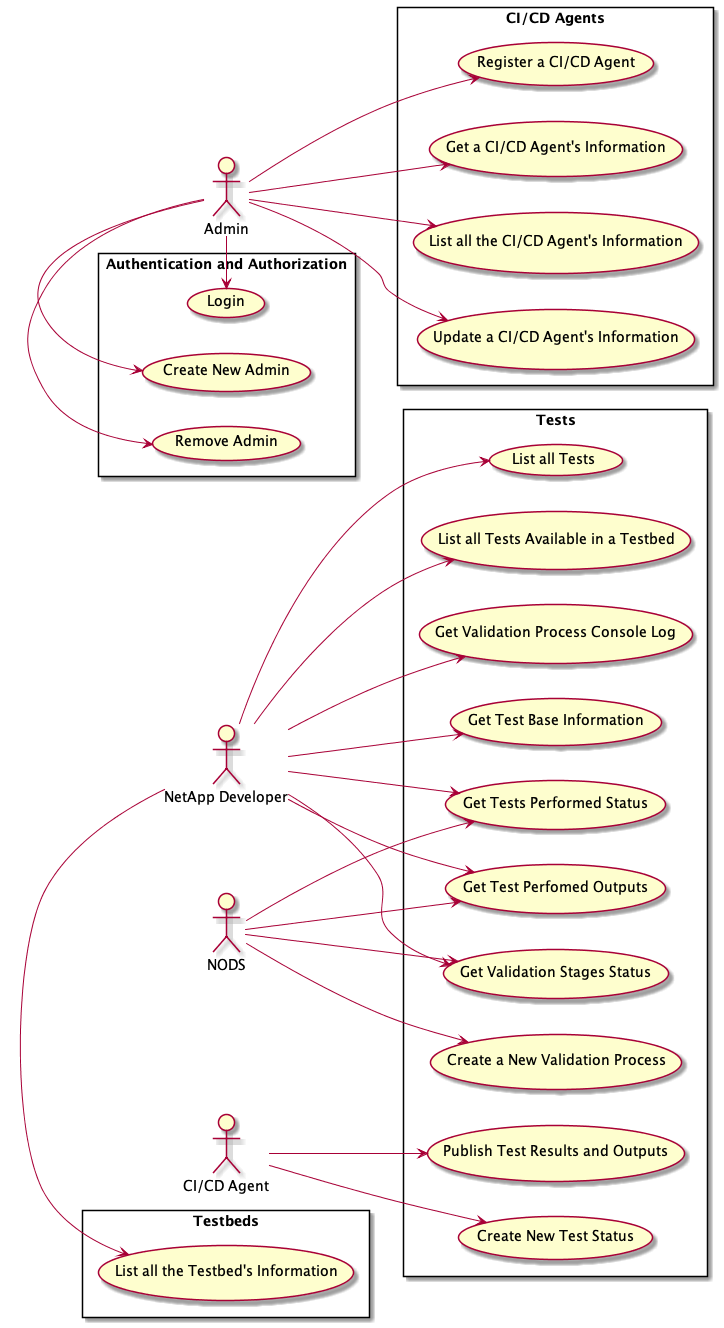 CI/CD Agents
Register a CI/CD Agent
Get a CI/CD Agent's Information
List all the CI/CD Agent's Information
Update a CI/CD Agent's Information
Admin
Authentication and Authorization
Login
Create New Admin
Remove Admin
Tests
List all Tests
List all Tests Available in a Testbed
Get Validation Process Console Log
Get Test Base Information
Get Tests Performed Status
Get Test Perfomed Outputs
Get Validation Stages Status
Create a New Validation Process
Publish Test Results and Outputs
Create New Test Status
NetApp Developer
NODS
CI/CD Agent
Testbeds
List all the Testbed's Information